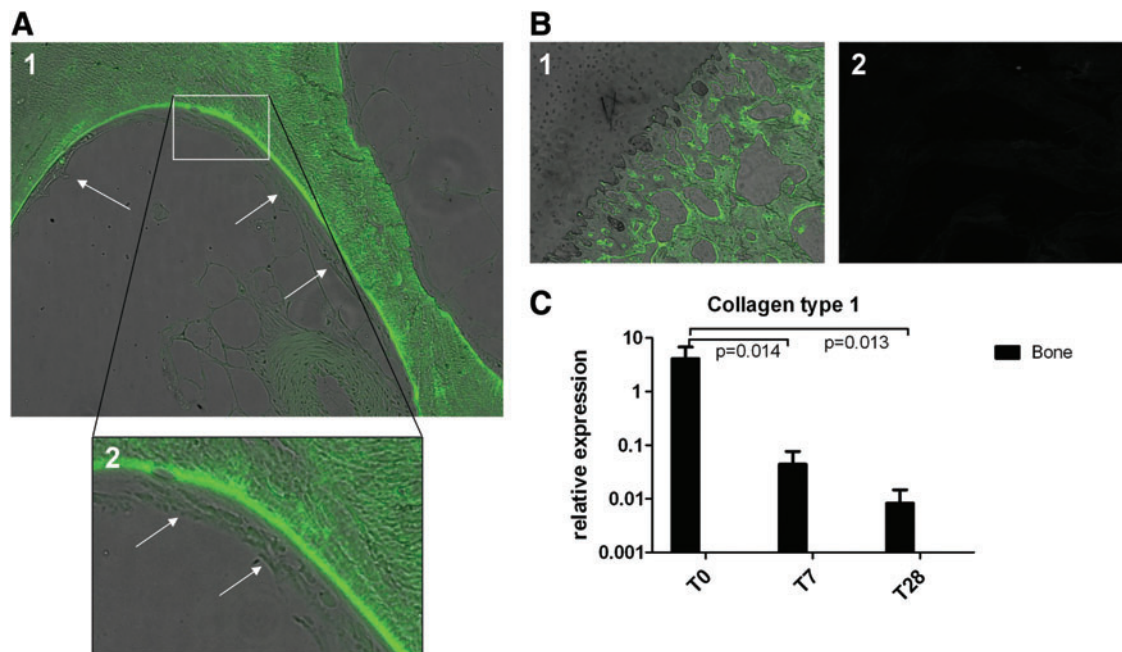 A
1
2
B
1
2
C
Collagen type 1
relative expression
10
1
0.1
0.01
0.001
p=0.014
p=0.013
T0
T7
T28
Bone